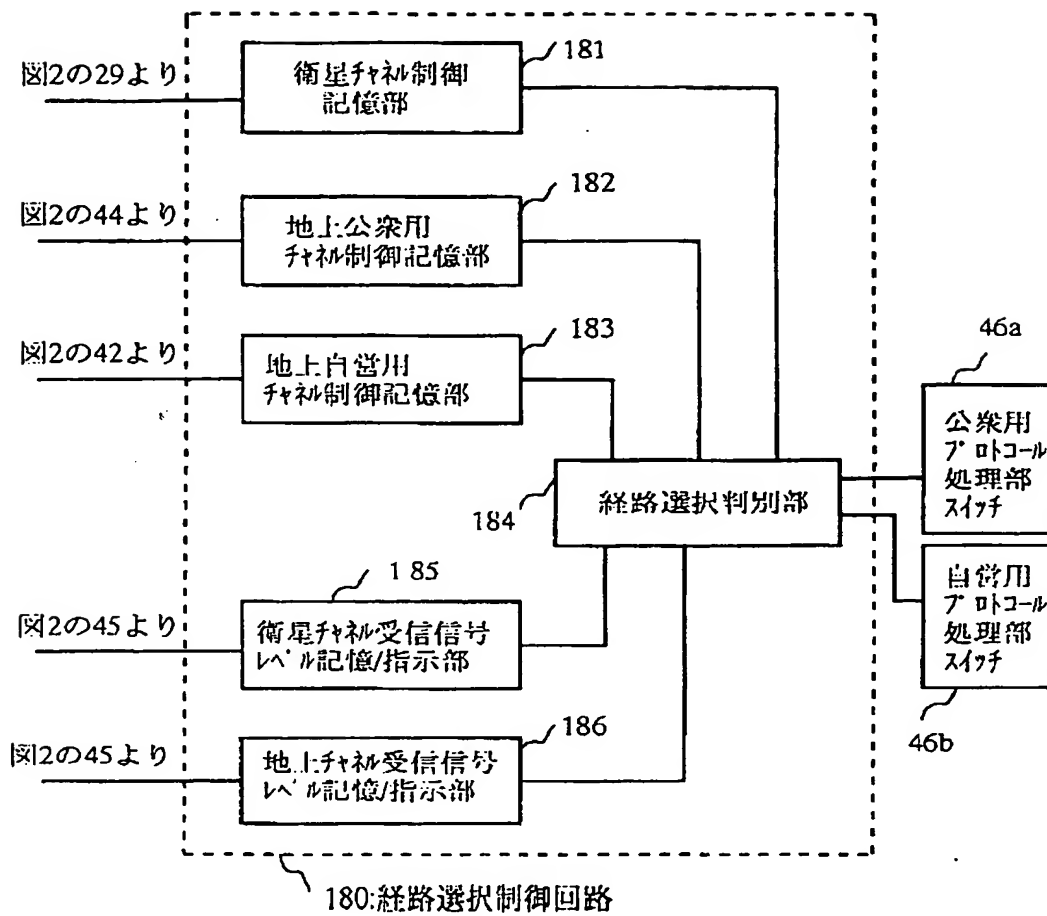 図2の29より
衛星ﾁｬﾈﾙ制御
記憶部
181
図2の44より
地上公衆用
ﾁｬﾈﾙ制御記憶部
182
図2の42より
地上自営用
ﾁｬﾈﾙ制御記憶部
183
経路選択判別部
184
46a
公衆用
ﾌﾟﾛﾄｺｰﾙ
処理部
ｽｲｯﾁ
自営用
ﾌﾟﾛﾄｺｰﾙ
処理部
ｽｲｯﾁ
46b
図2の45より
衛星ﾁｬﾈﾙ受信信号
ﾚﾍﾞﾙ記憶/指示部
185
図2の45より
地上ﾁｬﾈﾙ受信信号
ﾚﾍﾞﾙ記憶/指示部
186
180:経路選択制御回路